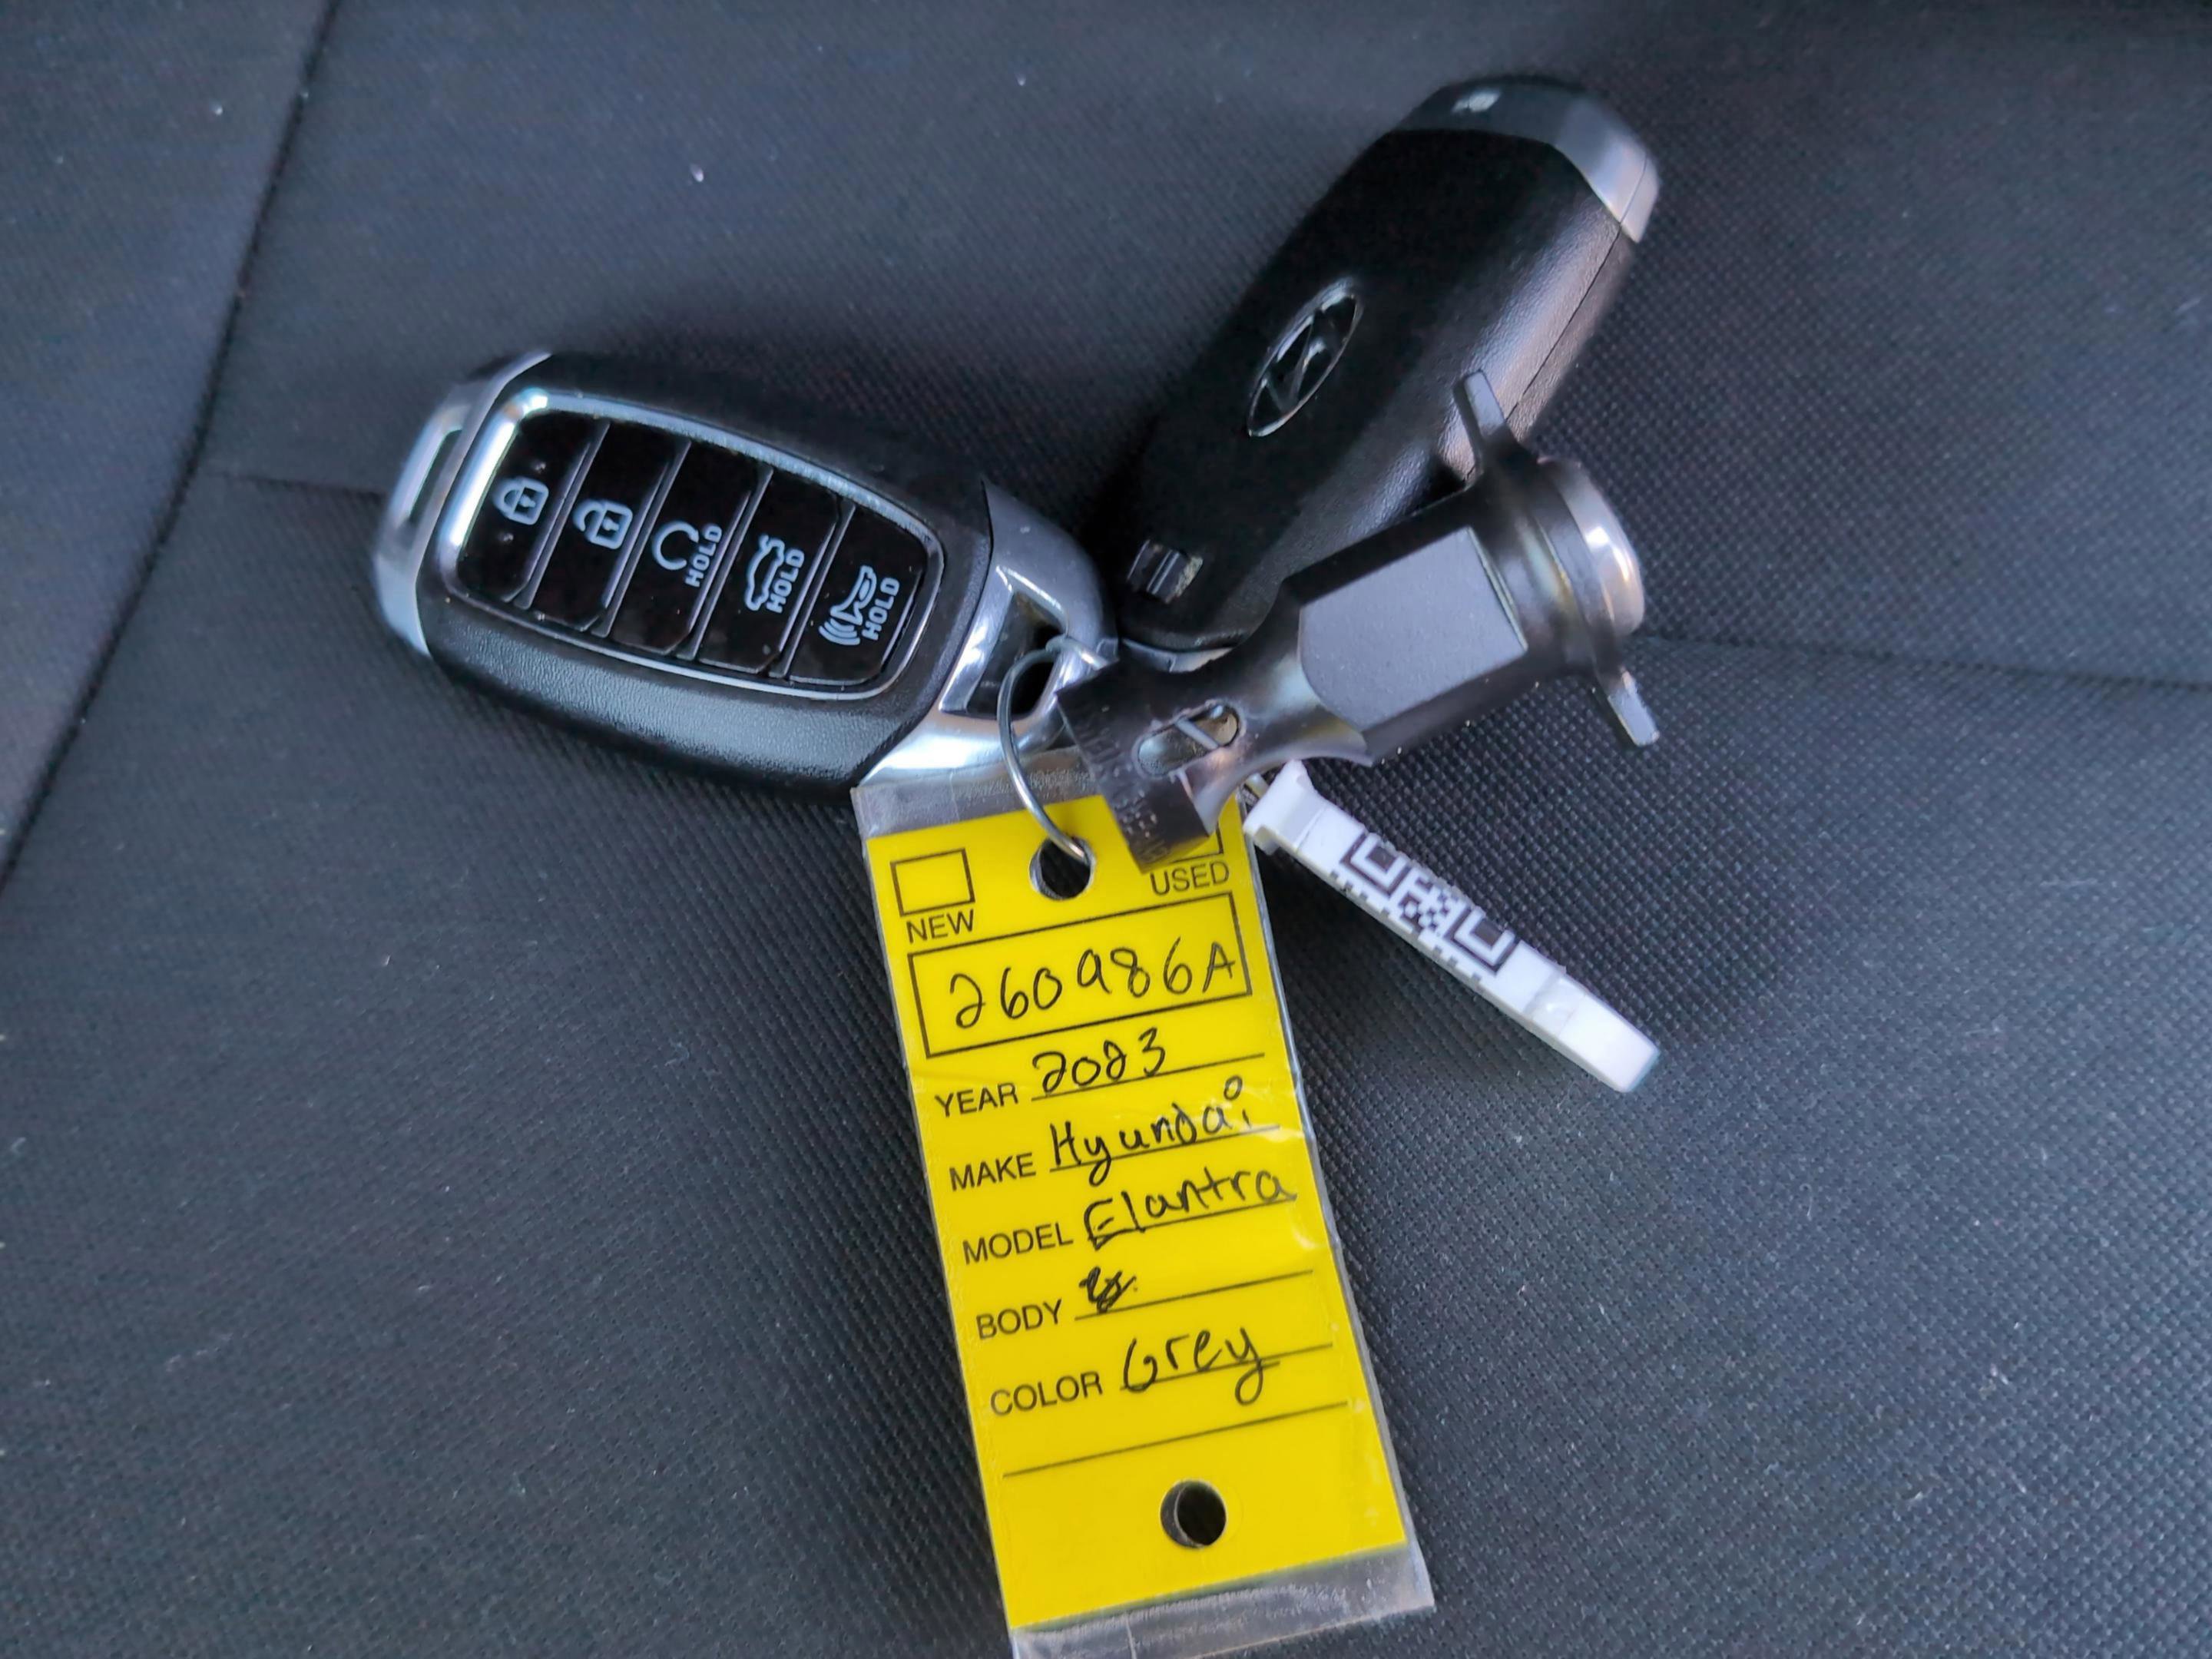 HOLD
HOLD
HOLD
NEW
USED
260986A
YEAR 2023
MAKE Hyundai
MODEL Elantra
BODY
COLOR Grey